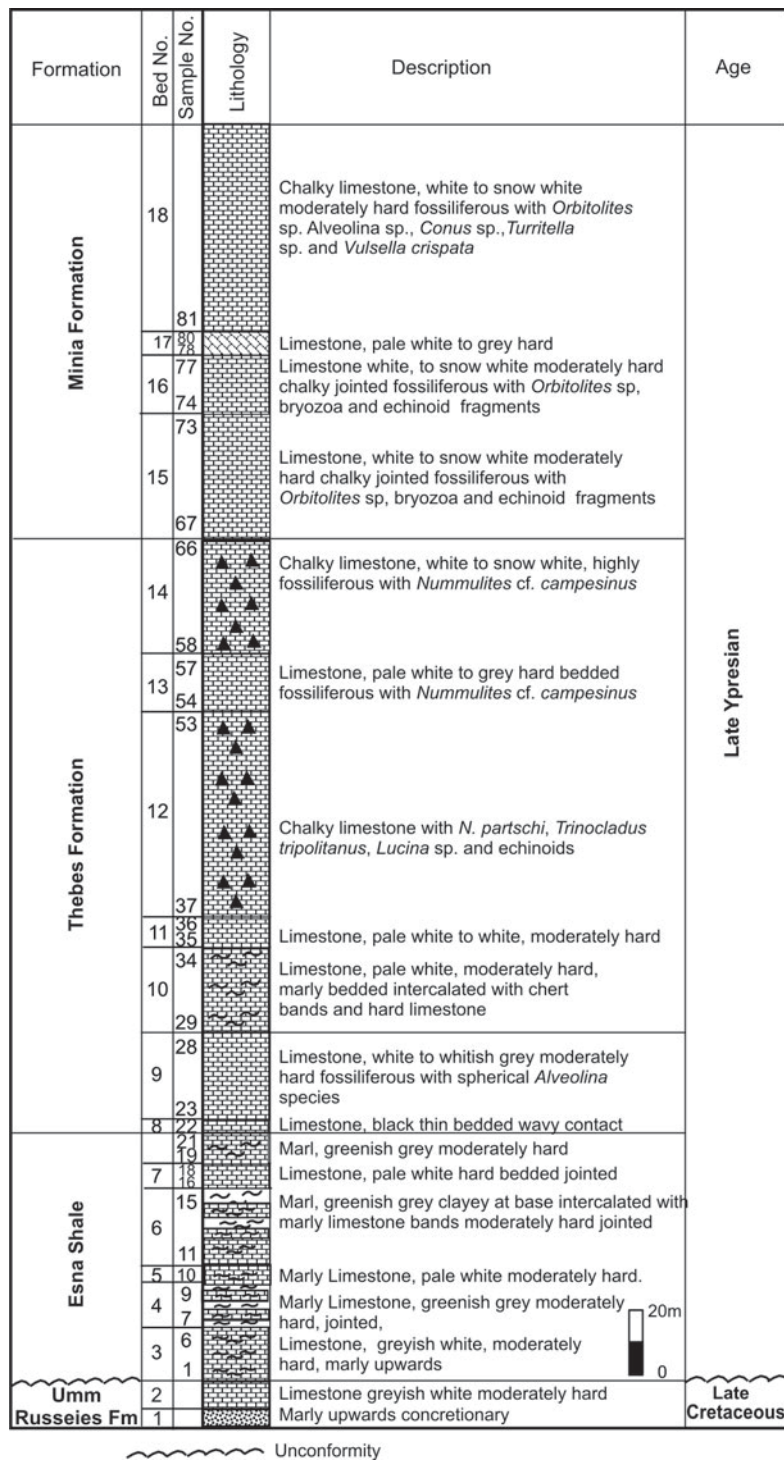 Formation
Bed No.
Sample No.
Lithology
Description
Age
Minia Formation
18
81
Chalky limestone, white to snow white
moderately hard fossiliferous with Orbitolites
sp. Alveolina sp., Conus sp.,Turritella
sp. and Vulsella crispata
17
80
78
Limestone, pale white to grey hard
16
77
74
Limestone white, to snow white moderately hard
chalky jointed fossiliferous with Orbitolites sp,
bryozoa and echinoid fragments
15
73
67
Limestone, white to snow white moderately
hard chalky jointed fossiliferous with
Orbitolites sp, bryozoa and echinoid fragments
Thebes Formation
14
66
58
Chalky limestone, white to snow white, highly
fossiliferous with Nummulites cf. campesinus
13
57
54
Limestone, pale white to grey hard bedded
fossiliferous with Nummulites cf. campesinus
12
53
37
Chalky limestone with N. partschi, Trinocladus
tripolitanus, Lucina sp. and echinoids
11
36
35
Limestone, pale white to white, moderately hard
10
34
29
Limestone, pale white, moderately hard,
marly bedded intercalated with chert
bands and hard limestone
9
28
23
Limestone, white to whitish grey moderately
hard fossiliferous with spherical Alveolina
species
8
22
Limestone, black thin bedded wavy contact
Esna Shale
21
19
Marl, greenish grey moderately hard
7
18
16
Limestone, pale white hard bedded jointed
6
15
11
Marl, greenish grey clayey at base intercalated with
marly limestone bands moderately hard jointed
5
10
Marly Limestone, pale white moderately hard.
4
9
7
Marly Limestone, greenish grey moderately
hard, jointed,
3
6
1
Limestone, greyish white, moderately
hard, marly upwards
20m
0
Late Ypresian
Umm
Russeies Fm
2
Limestone greyish white moderately hard
1
Marly upwards concretionary
Late
Cretaceous
Unconformity